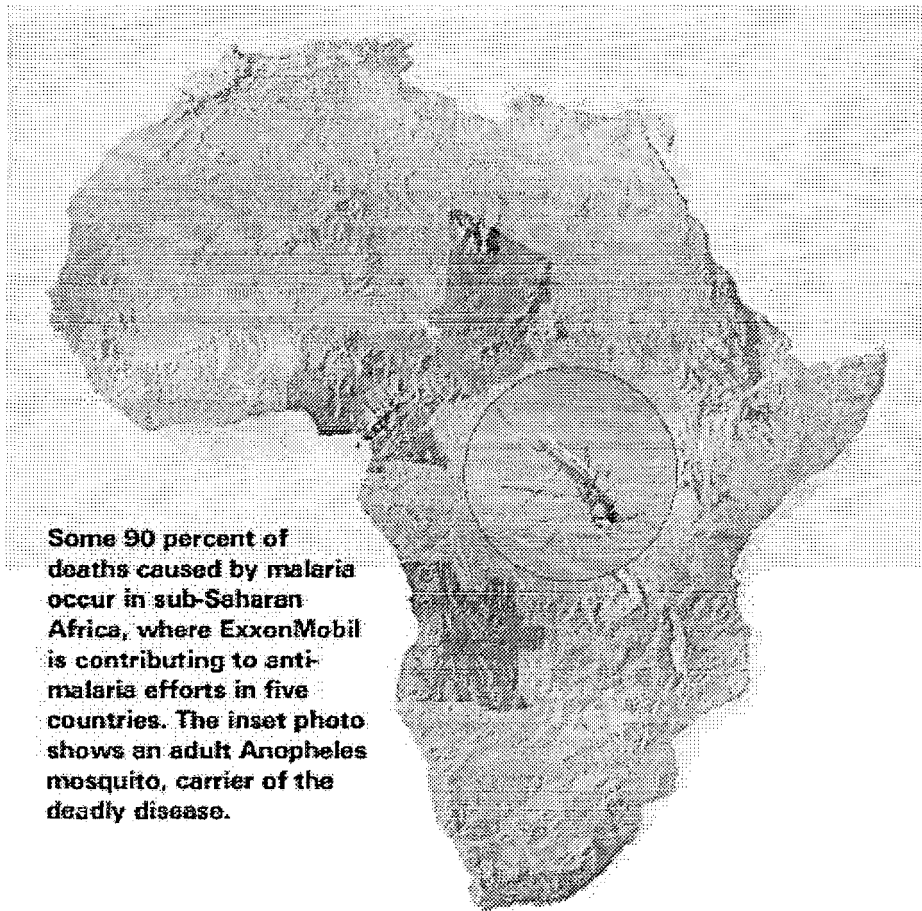 Some 90 percent of
deaths caused by malaria
occur in sub-Saharan
Africa, where ExxonMobil
is contributing to anti-
malaria efforts in five
countries. The inset photo
shows an adult Anopheles
mosquito, carrier of the
deadly disease.